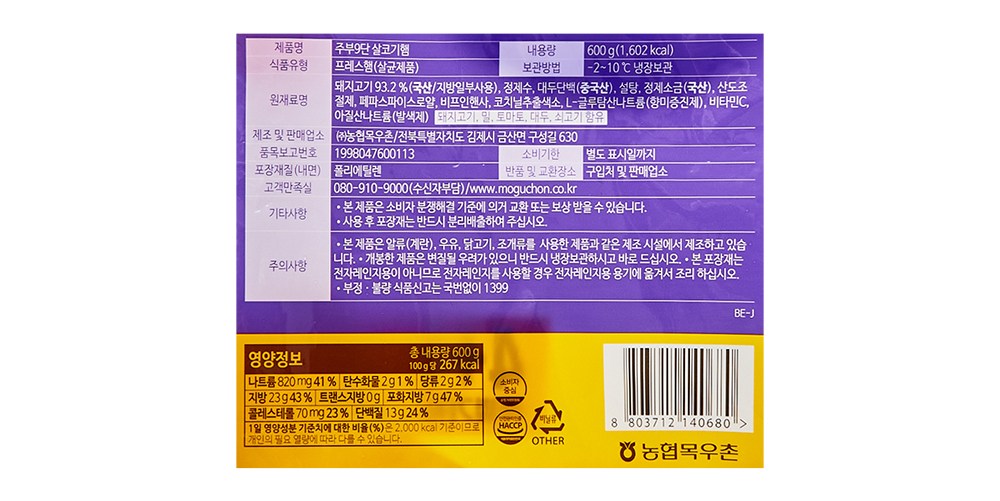 제품명 주부9단 살코기햄 내용량 600 g(1,602 kcal)
식품유형 프레스햄(살균제품) 보관방법 -2~10 ℃ 냉장보관
원재료명 돼지고기 93.2 %(국산/지방일부사용), 정제수, 대두단백(중국산), 설탕, 정제소금(국산), 산도조
절제, 페파스파이스로얄, 비프인핸사, 코치닐추출색소, L-글루탐산나트륨(향미증진제), 비타민C,
아질산나트륨(발색제) 돼지고기, 밀, 토마토, 대두, 쇠고기 함유
제조 및 판매업소 ㈜농협목우촌/전북특별자치도 김제시 금산면 구성길 630
품목보고번호 1998047600113 소비기한 별도 표시일까지
포장재질(내면) 폴리에틸렌 반품 및 교환장소 구입처 및 판매업소
고객만족실 080-910-9000(수신자부담)/www.moguchon.co.kr
기타사항 • 본 제품은 소비자 분쟁해결 기준에 의거 교환 또는 보상 받을 수 있습니다.
• 사용 후 포장재는 반드시 분리배출하여 주십시오.
주의사항 • 본 제품은 알류(계란), 우유, 닭고기, 조개류를 사용한 제품과 같은 제조 시설에서 제조하고 있습
니다. • 개봉한 제품은 변질될 우려가 있으니 반드시 냉장보관하시고 바로 드십시오. • 본 포장재는
전자레인지용이 아니므로 전자레인지를 사용할 경우 전자레인지용 용기에 옮겨서 조리 하십시오.
• 부정 · 불량 식품신고는 국번없이 1399
BE-J
영양정보 총 내용량 600 g
100 g 당 267 kcal
나트륨 820 mg 41 % 탄수화물 2 g 1 % 당류 2 g 2 %
지방 23 g 43 % 트랜스지방 0 g 포화지방 7 g 47 %
콜레스테롤 70 mg 23 % 단백질 13 g 24 %
1일 영양성분 기준치에 대한 비율(%)은 2,000 kcal 기준이므로
개인의 필요 열량에 따라 다를 수 있습니다.
소비자
중심
HACCP
비닐류
OTHER
8 803712 140680 >
농협목우촌